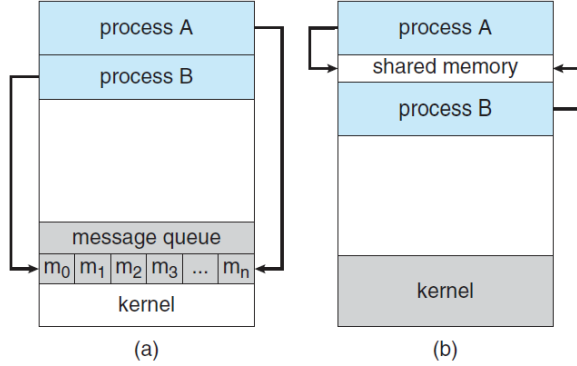 process A
process B
message queue
m0 m1 m2 m3 ... mn
kernel
(a)
process A
shared memory
process B
kernel
(b)